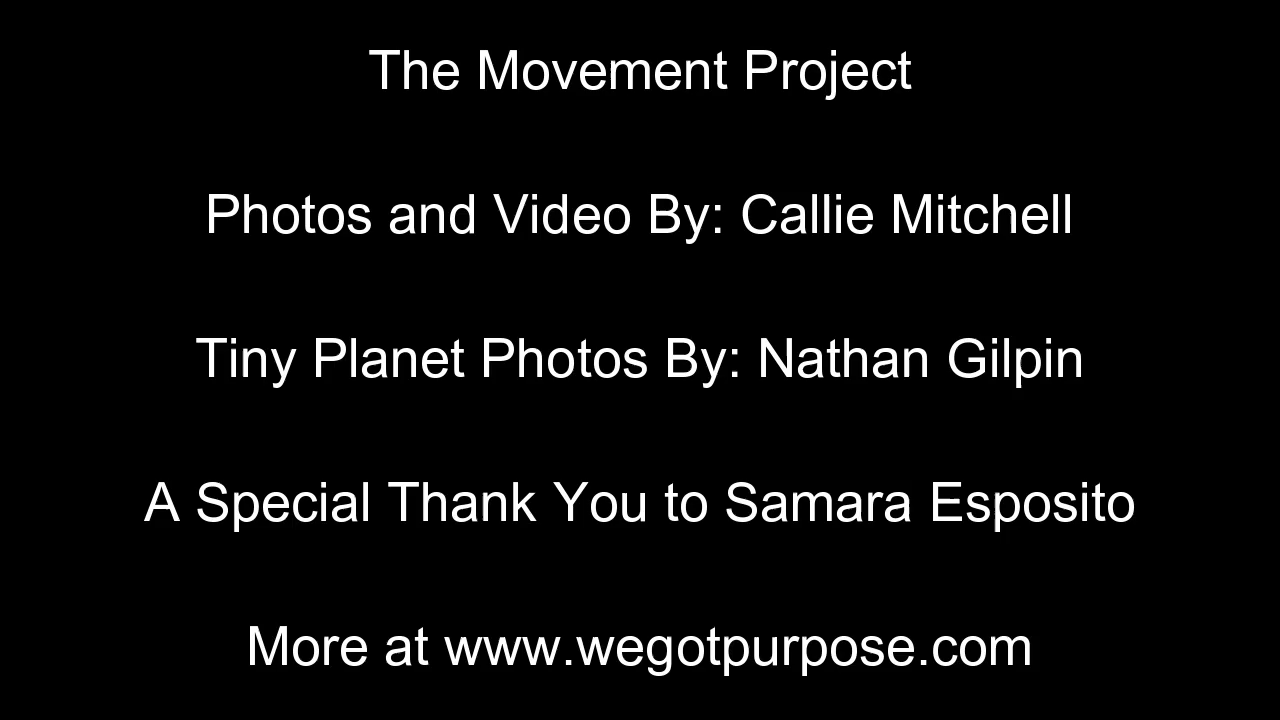 The Movement Project
Photos and Video By: Callie Mitchell
Tiny Planet Photos By: Nathan Gilpin
A Special Thank You to Samara Esposito
More at www.wegotpurpose.com